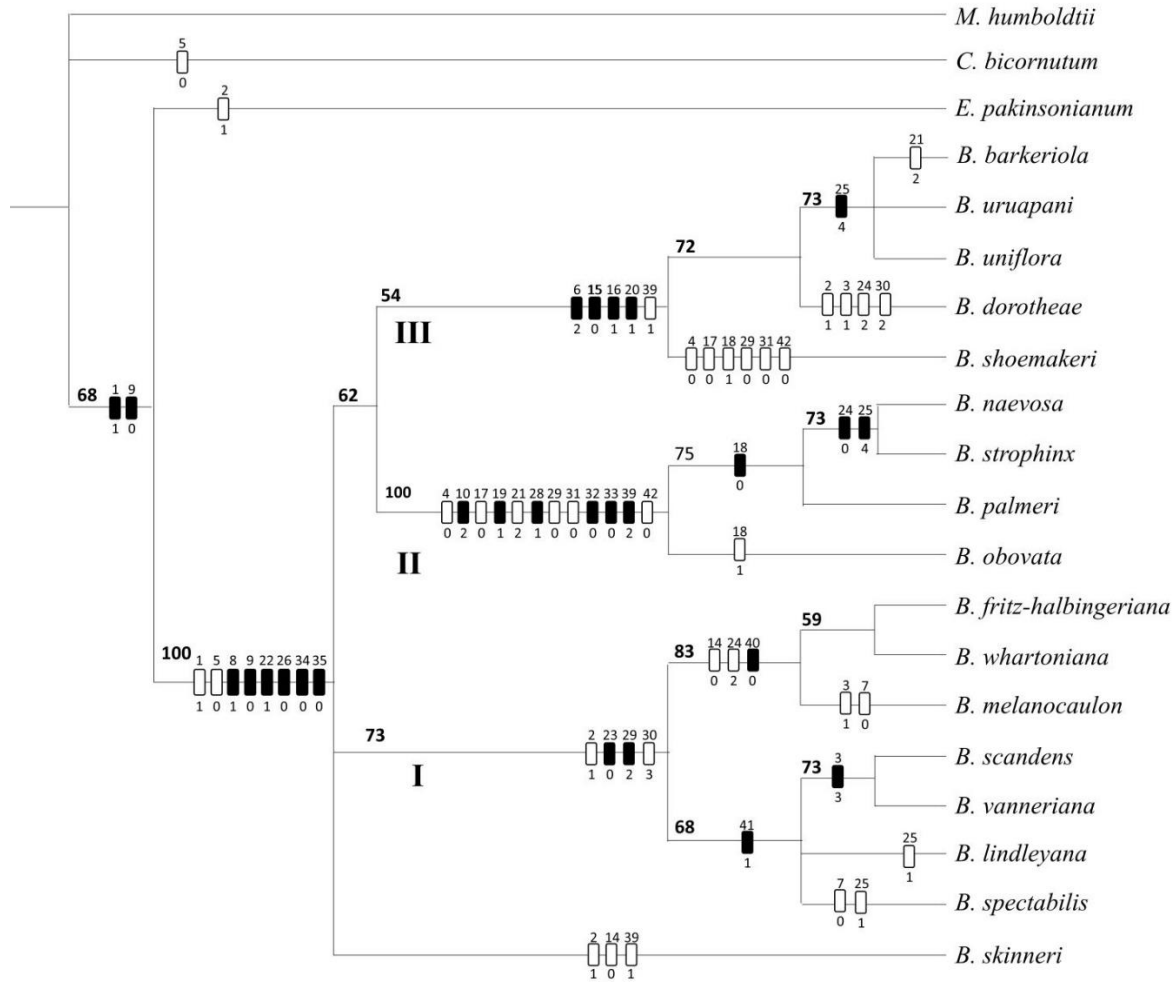 M. humboldtii
5
0
C. bicornutum
2
1
E. pakinsonianum
21
2
B. barkeriola
73
25
4
B. uruapani
72
B. uniflora
54
6 15 16 20 39
2 0 1 1 1
III
2 3 24 30
1 1 2 2
B. dorotheae
4 17 18 29 31 42
0 0 1 0 0 0
B. shoemakeri
68
1 9
1 0
62
73
24 25
0 4
B. naevosa
75
18
0
B. strophinx
100
4 10 17 19 21 28 29 31 32 33 39 42
0 2 0 1 2 1 0 0 0 0 2 0
B. palmeri
II
18
1
B. obovata
59
B. fritz-halbingeriana
100
1 5 8 9 22 26 34 35
1 0 1 0 1 0 0 0
83
14 24 40
0 2 0
B. whartoniana
3 7
1 0
B. melanocaulon
73
2 23 29 30
1 0 2 3
I
73
3
3
B. scandens
B. vanneriana
68
41
1
25
1
B. lindleyana
7 25
0 1
B. spectabilis
2 14 39
1 0 1
B. skinneri